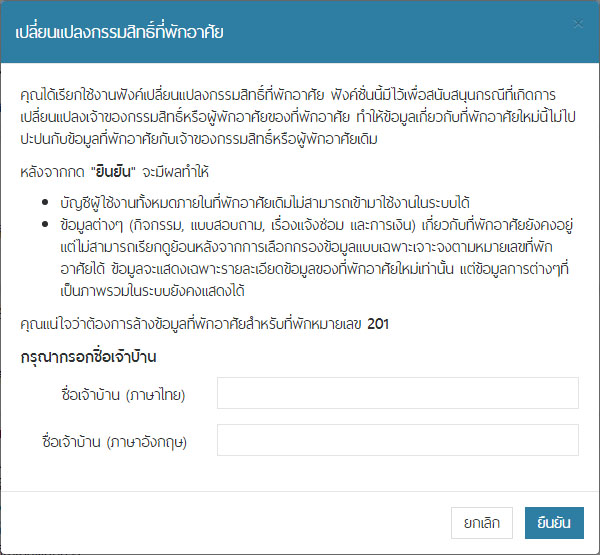 เปลี่ยนแปลงกรรมสิทธิ์ที่พักอาศัย
×
คุณได้เรียกใช้งานฟังค์เปลี่ยนแปลงกรรมสิทธิ์ที่พักอาศัย ฟังค์ชั่นนี้มีไว้เพื่อสนับสนุนกรณีที่เกิดการ
เปลี่ยนแปลงเจ้าของกรรมสิทธิ์หรือผู้พักอาศัยของที่พักอาศัย ทำให้ข้อมูลเกี่ยวกับที่พักอาศัยใหม่นี้ไม่ไป
ปะปนกับข้อมูลที่พักอาศัยกับเจ้าของกรรมสิทธิ์หรือผู้พักอาศัยเดิม
หลังจากกด "ยืนยัน" จะมีผลทำให้
• บัญชีผู้ใช้งานทั้งหมดภายในที่พักอาศัยเดิมไม่สามารถเข้ามาใช้งานในระบบได้
• ข้อมูลต่างๆ (กิจกรรม, แบบสอบถาม, เรื่องแจ้งซ่อม และการเงิน) เกี่ยวกับที่พักอาศัยยังคงอยู่
แต่ไม่สามารถเรียกดูย้อนหลังจากการเลือกกรองข้อมูลแบบเฉพาะเจาะจงตามหมายเลขที่พัก
อาศัยได้ ข้อมูลจะแสดงเฉพาะรายละเอียดข้อมูลของที่พักอาศัยใหม่เท่านั้น แต่ข้อมูลการต่างๆที่
เป็นภาพรวมในระบบยังคงแสดงได้
คุณแน่ใจว่าต้องการล้างข้อมูลที่พักอาศัยสำหรับที่พักหมายเลข 201
กรุณากรอกชื่อเจ้าบ้าน
ชื่อเจ้าบ้าน (ภาษาไทย)
ชื่อเจ้าบ้าน (ภาษาอังกฤษ)
ยกเลิก ยืนยัน